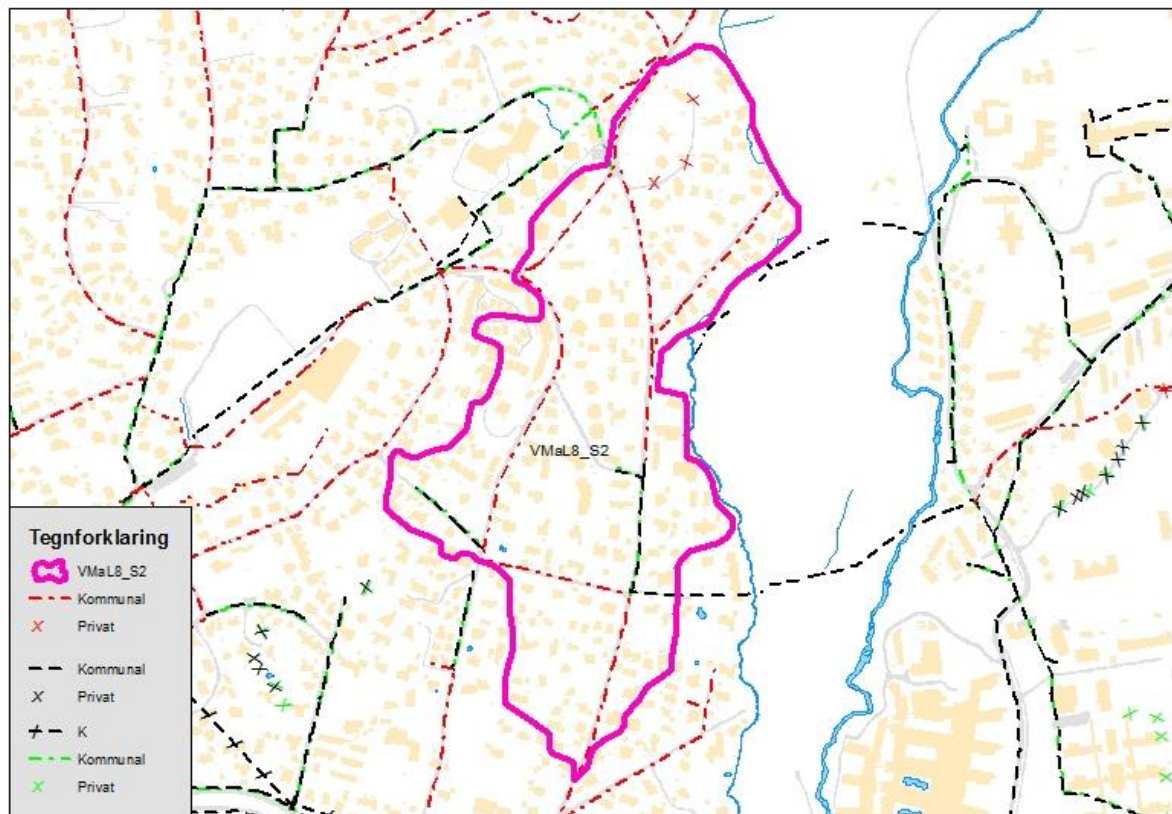 VMaL8_S2
Tegnforklaring
VMaL8_S2
Kommunal
Privat
Kommunal
Privat
K
Kommunal
Privat